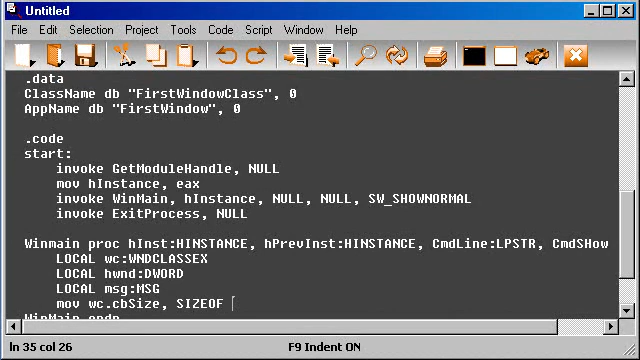 Untitled
File Edit Selection Project Tools Code Script Window Help
.data
ClassName db "FirstWindowClass", 0
AppName db "FirstWindow", 0
.code
start:
invoke GetModuleHandle, NULL
mov hInstance, eax
invoke WinMain, hInstance, NULL, NULL, SW_SHOWNORMAL
invoke ExitProcess, NULL
Winmain proc hInst:HINSTANCE, hPrevInst:HINSTANCE, CmdLine:LPSTR, CmdSHow
LOCAL wc:WNDCLASSEX
LOCAL hwnd:DWORD
LOCAL msg:MSG
mov wc.cbSize, SIZEOF
WinMain endp
ln 35 col 26 F9 Indent ON